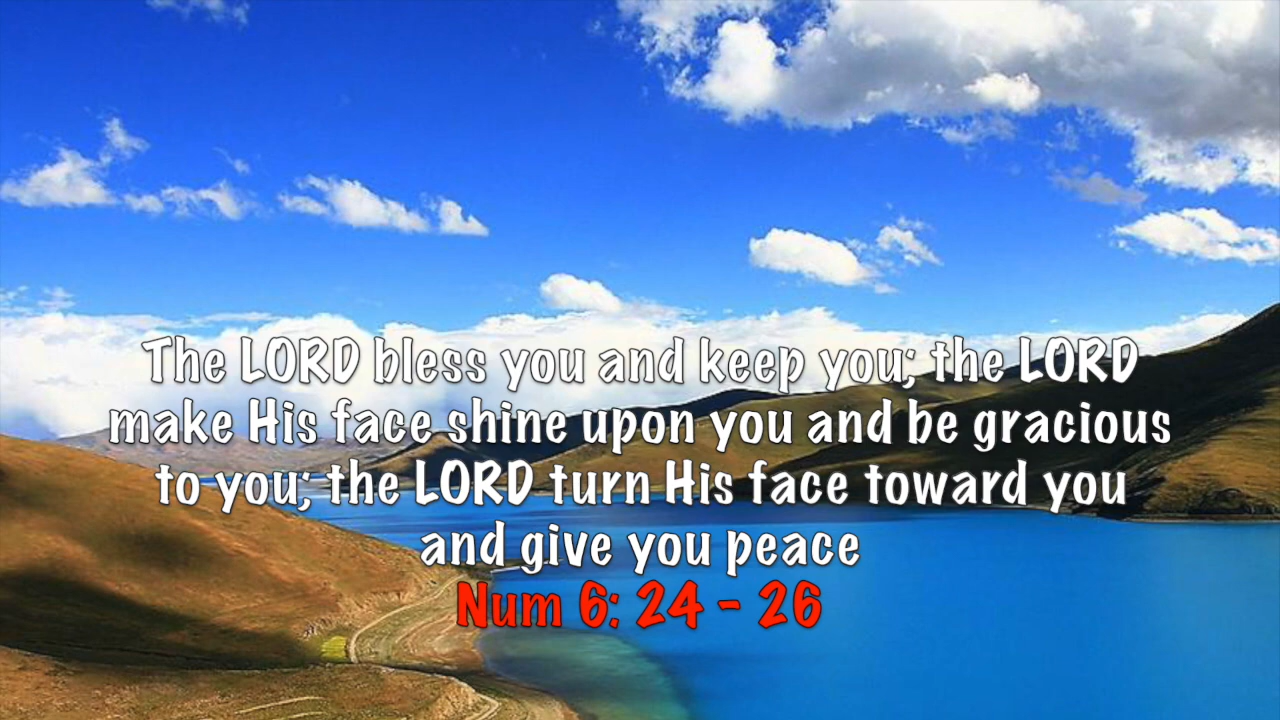 The LORD bless you and keep you; the LORD
make His face shine upon you and be gracious
to you; the LORD turn His face toward you
and give you peace
Num 6: 24 - 26